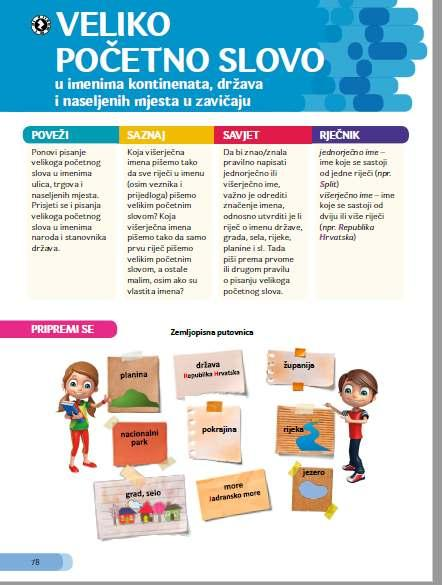 VELIKO
POČETNO SLOVO
u imenima kontinenata, država
i naseljenih mjesta u zavičaju
POVEŽI
Ponovi pisanje
velikoga početnog
slova u imenima
ulica, trgova i
naseljenih mjesta.
Prisjeti se i pisanja
velikoga početnog
slova u imenima
naroda i stanovnika
država.
SAZNAJ
Koja višerječna
imena pišemo tako
da sve riječi u imenu
(osim veznika i
prijedloga) pišemo
velikim početnim
slovom? Koja
višerječna imena
pišemo tako da samo
prvu riječ pišemo
velikim početnim
slovom, a ostale
malim, osim ako su
vlastita imena?
SAVJET
Da bi znao/znala
pravilno napisati
jednorječno ili
višerječno ime,
važno je odrediti
značenje imena,
odnosno utvrditi je li
riječ o imenu države,
grada, sela, rijeke,
planine i sl. Tada
piši prema prvome
ili drugom pravilu
o pisanju velikoga
početnog slova.
RJEČNIK
jednorječno ime –
ime koje se sastoji
od jedne riječi (npr.
Split)
višerječno ime – ime
koje se sastoji od
dviju ili više riječi
(npr. Republika
Hrvatska)
PRIPREMI SE
Zemljopisna putovnica
planina
država
Republika Hrvatska
županija
nacionalni
park
pokrajina
rijeka
grad, selo
more
Jadransko more
jezero
78